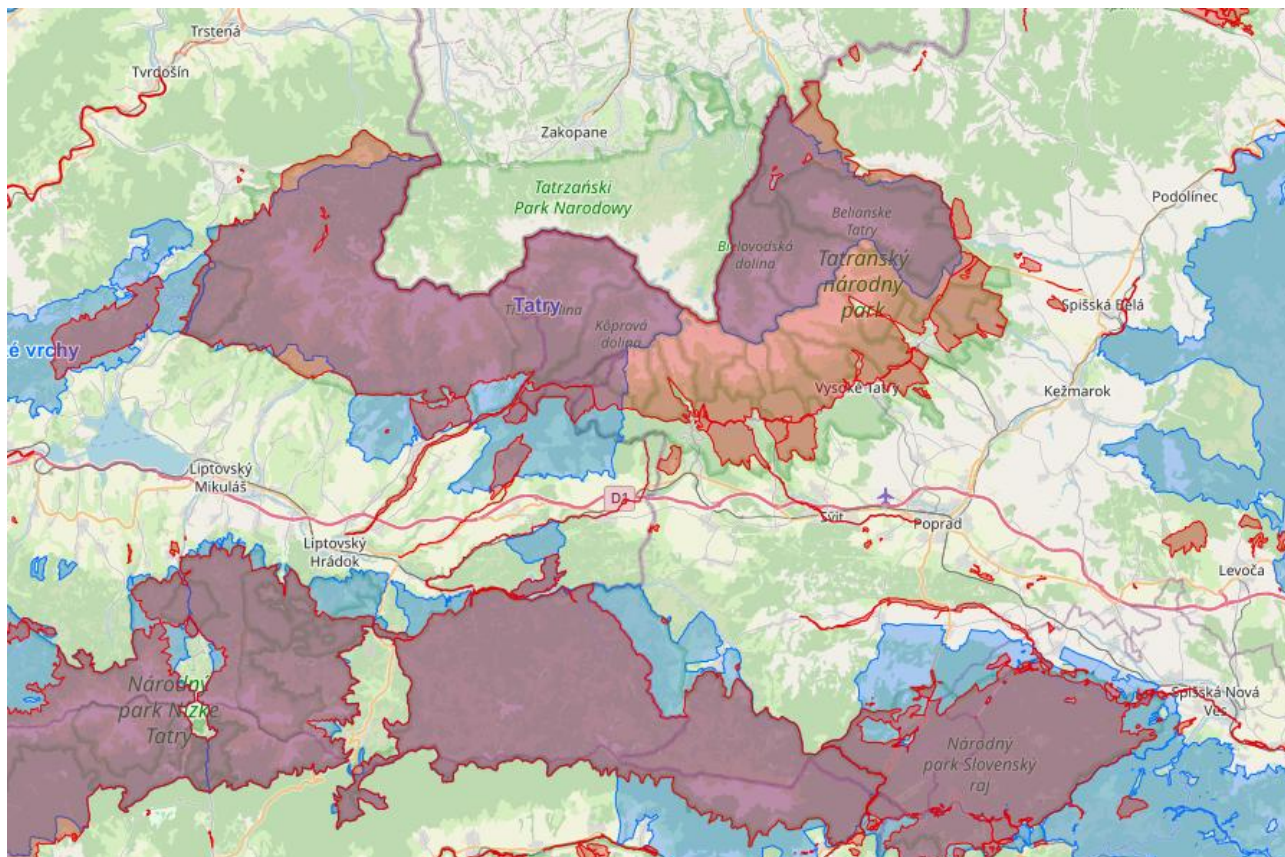 Trstená
Tvrdošín
Zakopane
Tatrzański
Park Narodowy
Podolínec
Belianske
Tatry
Bielovodská
dolina
Tatranský
národný
park
Spišská Belá
Tatry
dolina
Kôprová
dolina
vrchy
Vysoké Tatry
Kežmarok
Liptovský
Mikuláš
D1
Svit
Poprad
Liptovský
Hrádok
Levoča
Národný
park Nízke
Tatry
Spišská Nová
Ves
Národný
park Slovenský
raj